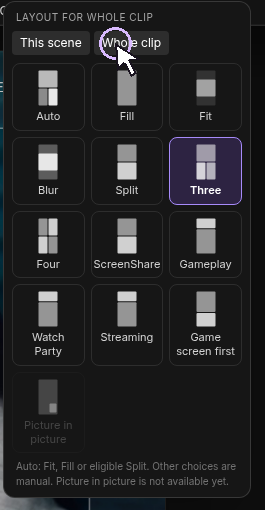 LAYOUT FOR WHOLE CLIP
This scene
Whole clip
Auto
Fill
Fit
Blur
Split
Three
Four
ScreenShare
Gameplay
Watch
Party
Streaming
Game
screen first
Picture in
picture
Auto: Fit, Fill or eligible Split. Other choices are
manual. Picture in picture is not available yet.